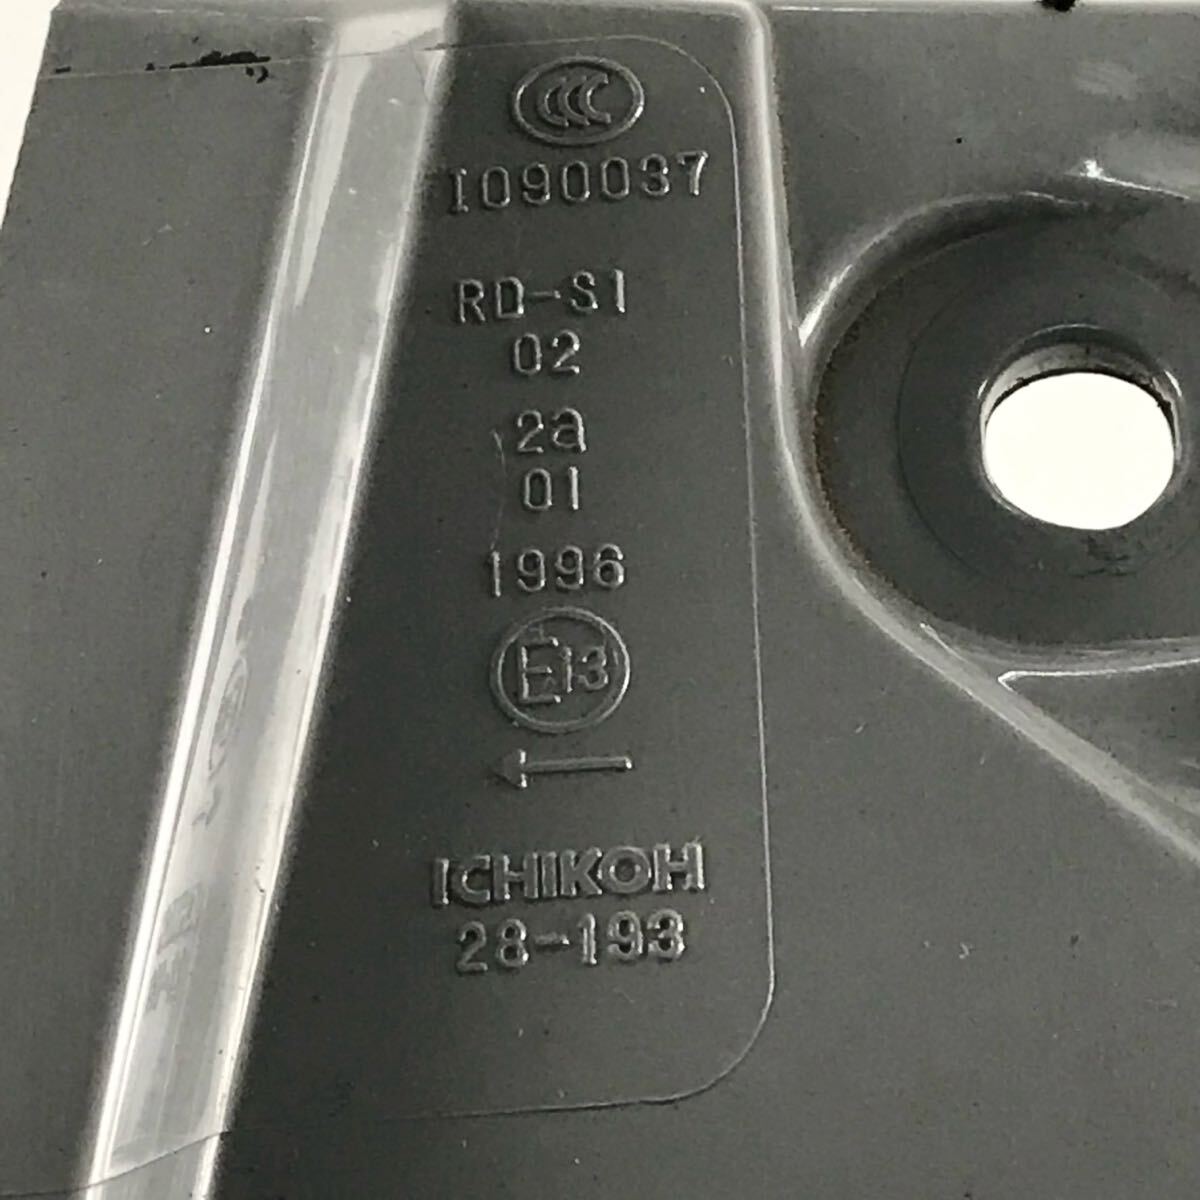 CCC
I090037
RD-S1
02
2a
01
1996
E13
←
ICHIKOH
28-193